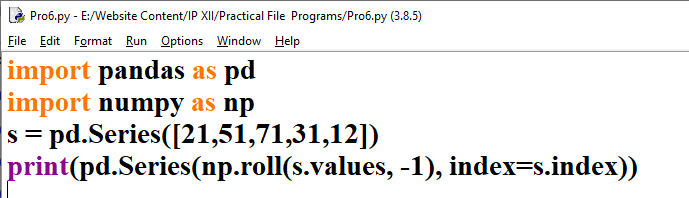 Pro6.py - E:/Website Content/IP XII/Practical File Programs/Pro6.py (3.8.5)
File Edit Format Run Options Window Help
import pandas as pd
import numpy as np
s = pd.Series([21,51,71,31,12])
print(pd.Series(np.roll(s.values, -1), index=s.index))